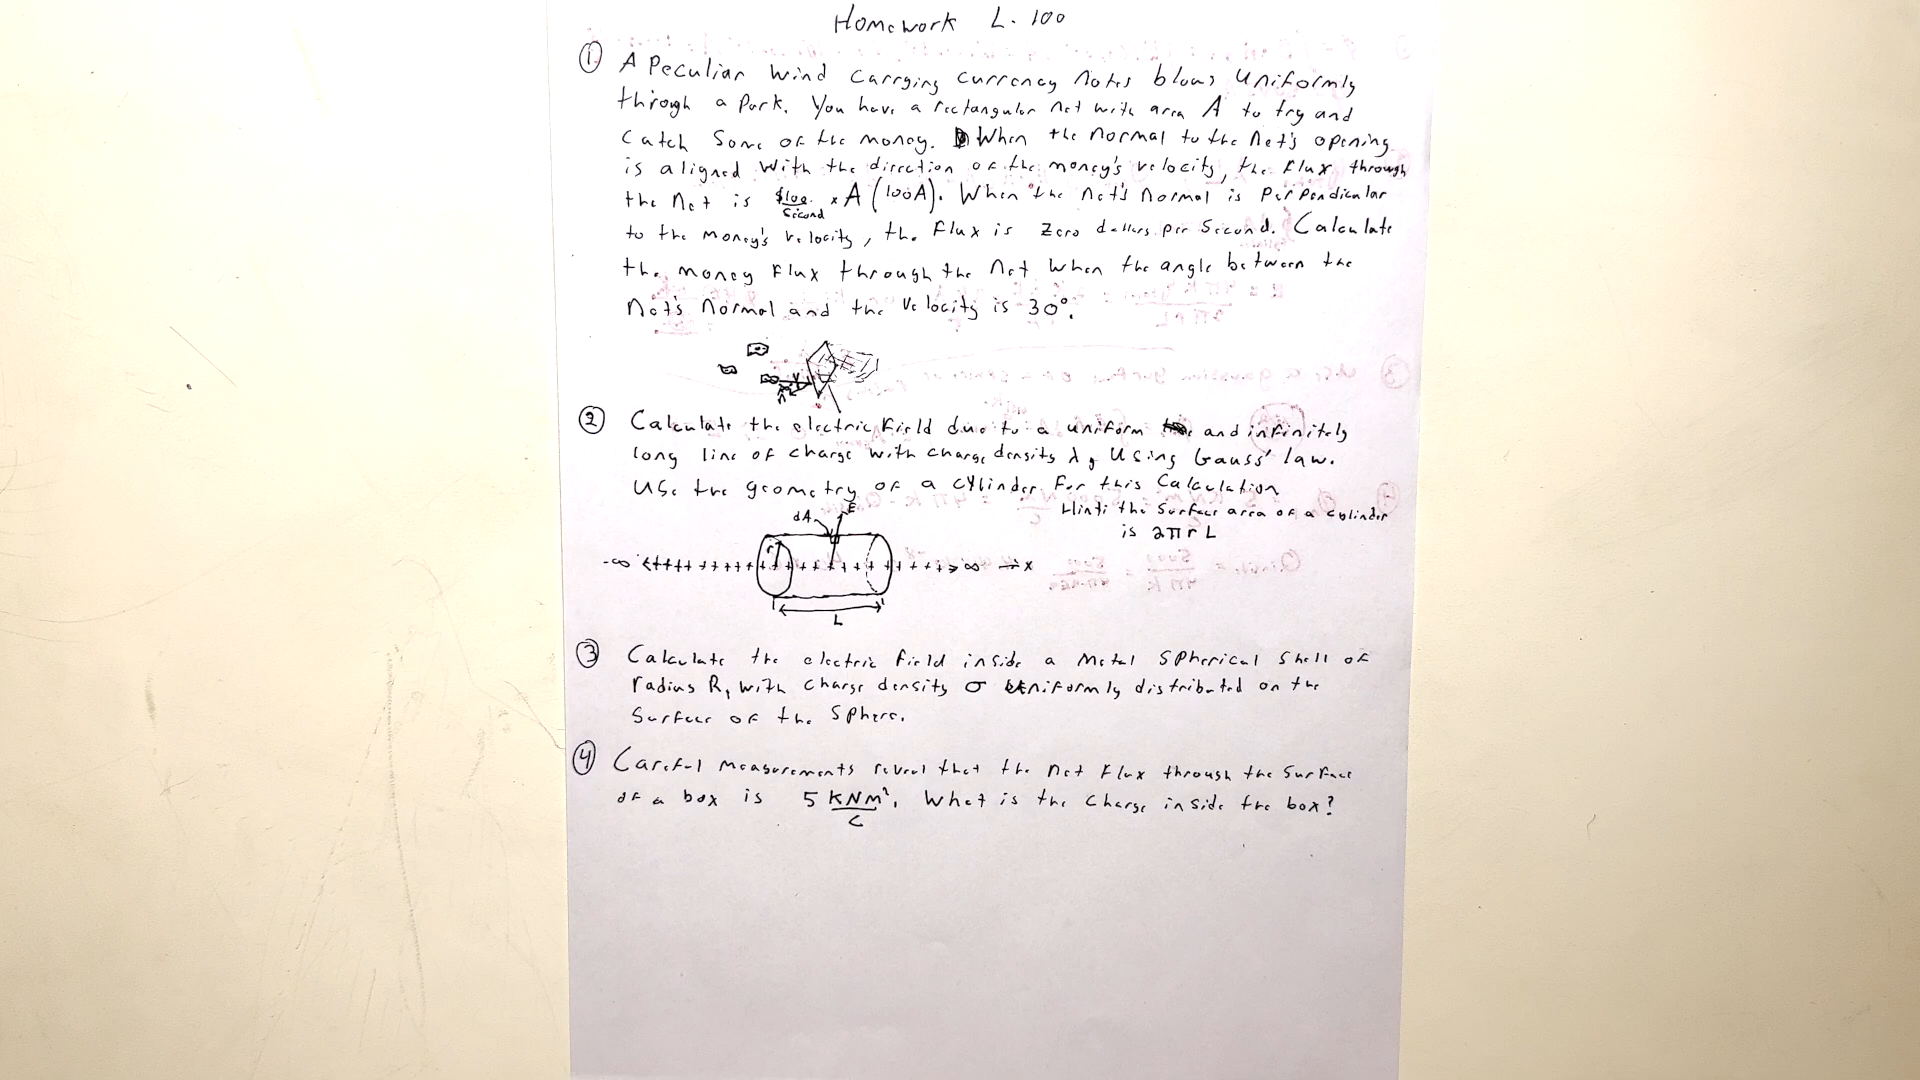 Homework L. 100
① A Peculiar wind carrying currency notes blows uniformly
through a park. You have a rectangular net with area A to try and
catch some of the money. When the normal to the net's opening
is aligned with the direction of the money's velocity, the flux through
the net is $100/second × A (100A). When the net's normal is perpendicular
to the money's velocity, the flux is zero dollars per second. Calculate
the money flux through the net when the angle between the
net's normal and the velocity is 30°.
V
n
② Calculate the electric field due to a uniform and infinitely
long line of charge with charge density λ, using Gauss' law.
Use the geometry of a cylinder for this calculation
Hint: the surface area of a cylinder
is 2πrL
dA E
r
-∞ <++++ +++++ +++++++ ++++> ∞ →x
L
③ Calculate the electric field inside a metal spherical shell of
radius R, with charge density σ uniformly distributed on the
surface of the sphere.
④ Careful measurements reveal that the net flux through the surface
of a box is 5 KNm²/C. What is the charge inside the box?